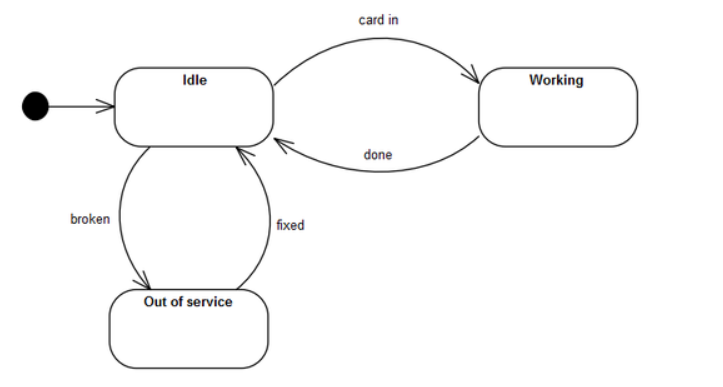 card in
Idle
Working
done
broken
fixed
Out of service